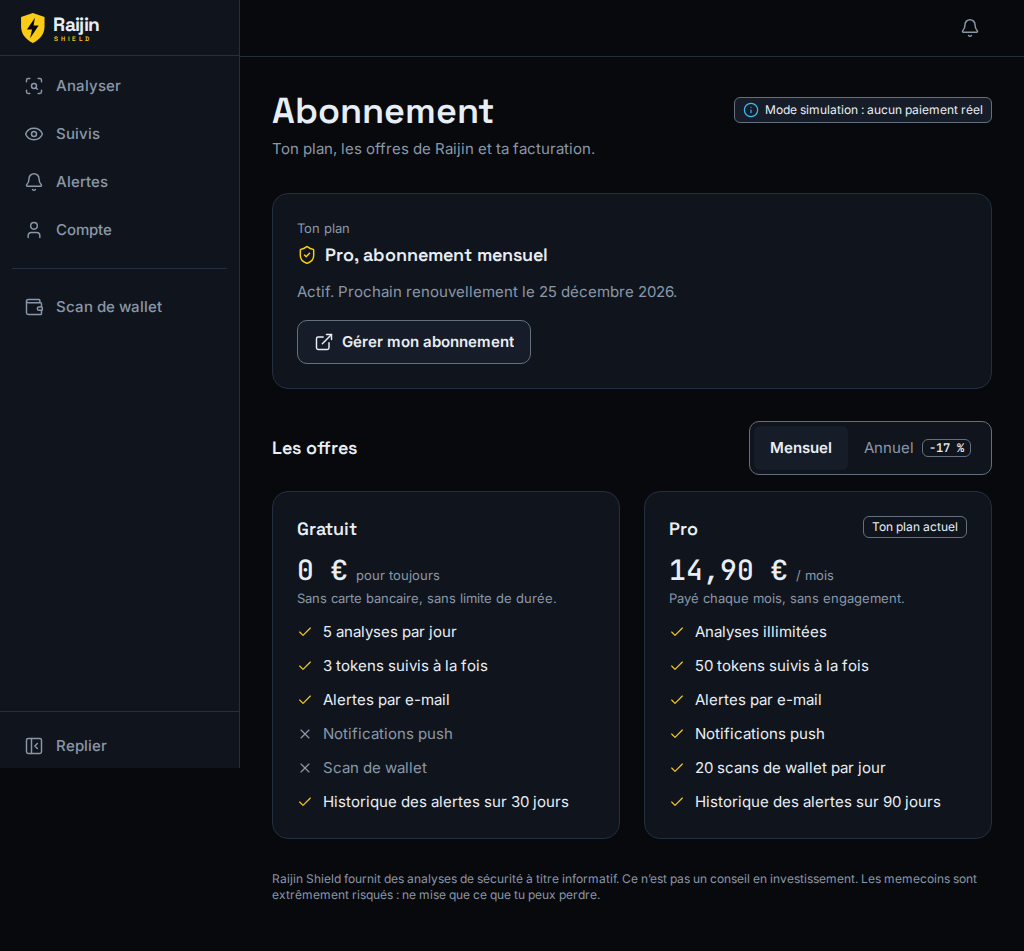 Raijin
SHIELD
Analyser
Suivis
Alertes
Compte
Scan de wallet
Replier
Abonnement
Mode simulation : aucun paiement réel
Ton plan, les offres de Raijin et ta facturation.
Ton plan
Pro, abonnement mensuel
Actif. Prochain renouvellement le 25 décembre 2026.
Gérer mon abonnement
Les offres
Mensuel
Annuel -17 %
Gratuit
0 € pour toujours
Sans carte bancaire, sans limite de durée.
5 analyses par jour
3 tokens suivis à la fois
Alertes par e-mail
Notifications push
Scan de wallet
Historique des alertes sur 30 jours
Pro
Ton plan actuel
14,90 € / mois
Payé chaque mois, sans engagement.
Analyses illimitées
50 tokens suivis à la fois
Alertes par e-mail
Notifications push
20 scans de wallet par jour
Historique des alertes sur 90 jours
Raijin Shield fournit des analyses de sécurité à titre informatif. Ce n’est pas un conseil en investissement. Les memecoins sont
extrêmement risqués : ne mise que ce que tu peux perdre.